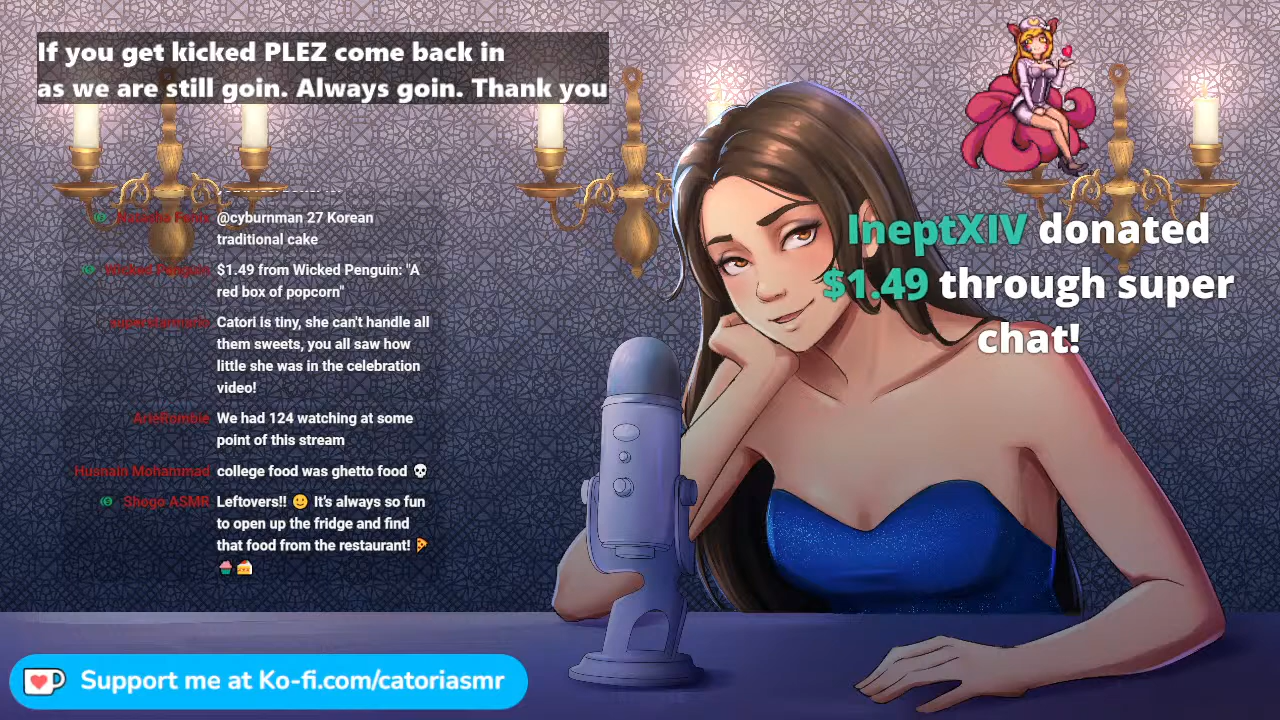 If you get kicked PLEZ come back in
as we are still goin. Always goin. Thank you
IneptXIV donated
$1.49 through super
chat!
@cyburnman 27 Korean
traditional cake
Wicked Penguin $1.49 from Wicked Penguin: "A
red box of popcorn"
Catori is tiny, she can't handle all
them sweets, you all saw how
little she was in the celebration
video!
ArieRombie We had 124 watching at some
point of this stream
Husnain Mohammad college food was ghetto food 💀
Shogo ASMR Leftovers!! 🙂 It's always so fun
to open up the fridge and find
that food from the restaurant! 🍕
🧁🍰
Support me at Ko-fi.com/catoriasmr